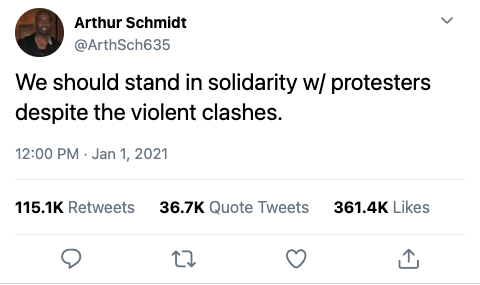 Arthur Schmidt
@ArthSch635
We should stand in solidarity w/ protesters
despite the violent clashes.
12:00 PM · Jan 1, 2021
115.1K Retweets 36.7K Quote Tweets 361.4K Likes